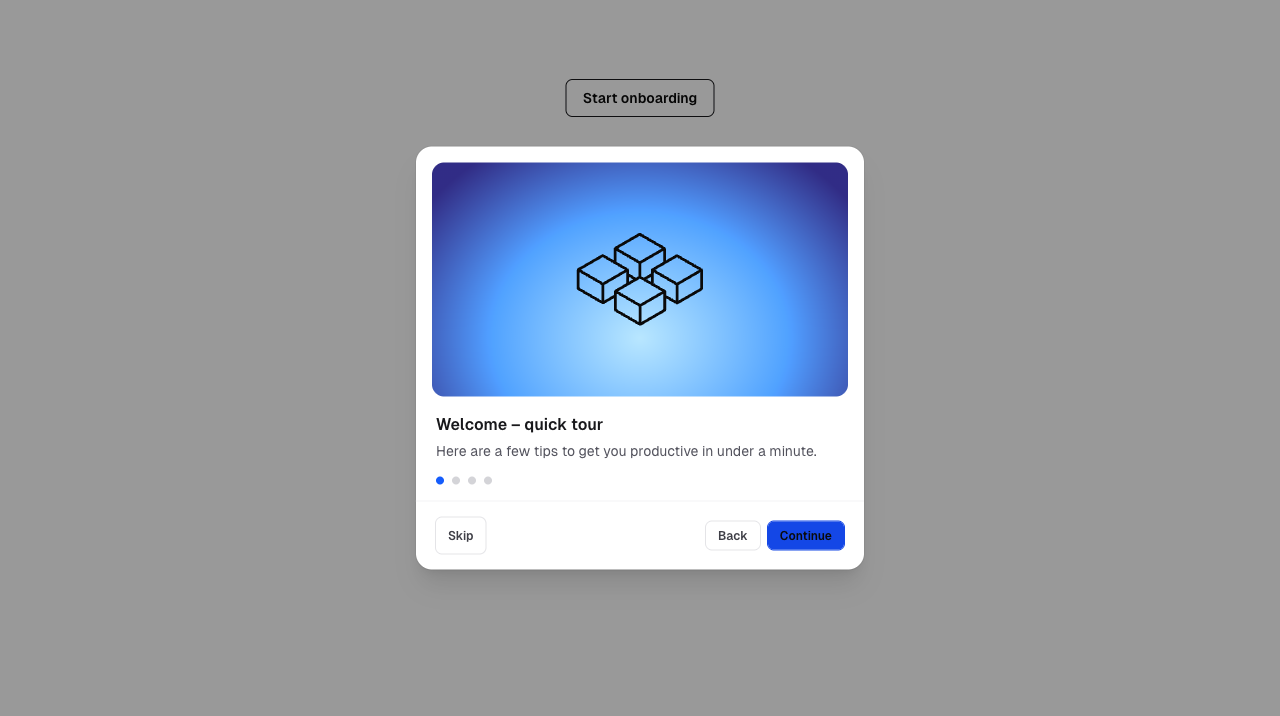 Start onboarding
Welcome – quick tour
Here are a few tips to get you productive in under a minute.
Skip
Back
Continue